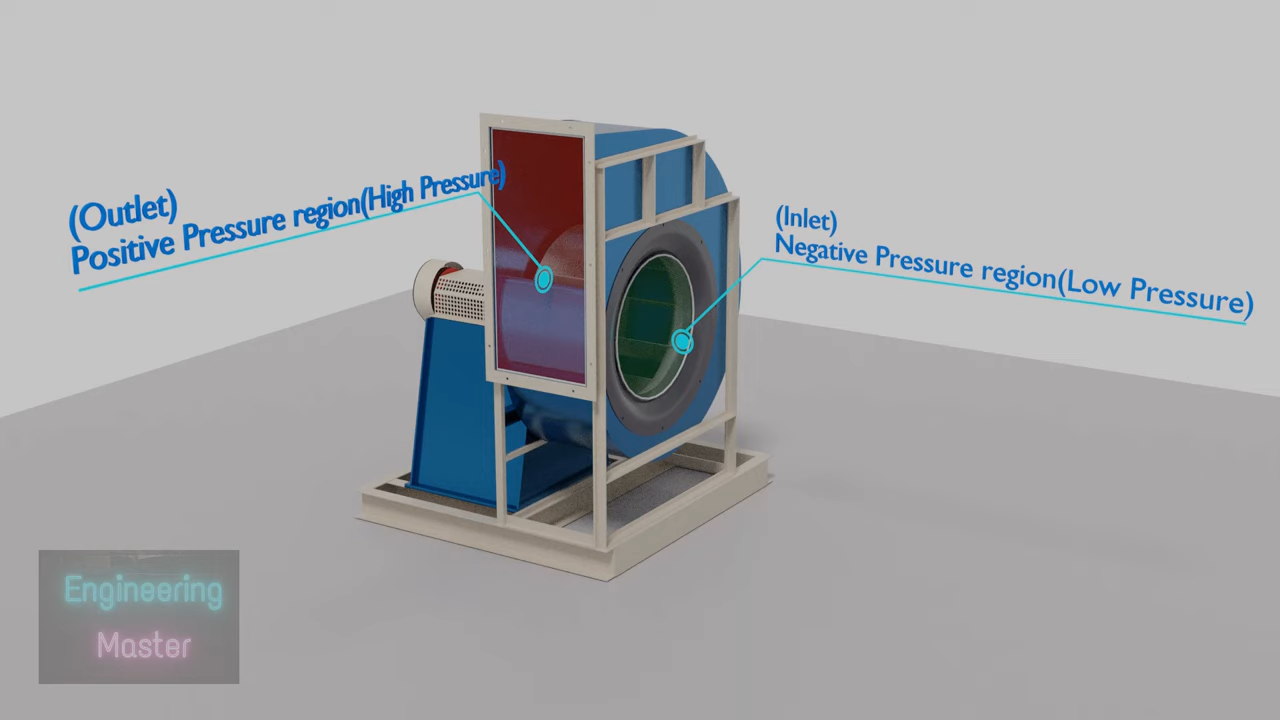 (Outlet)
Positive Pressure region(High Pressure)
(Inlet)
Negative Pressure region(Low Pressure)
Engineering
Master